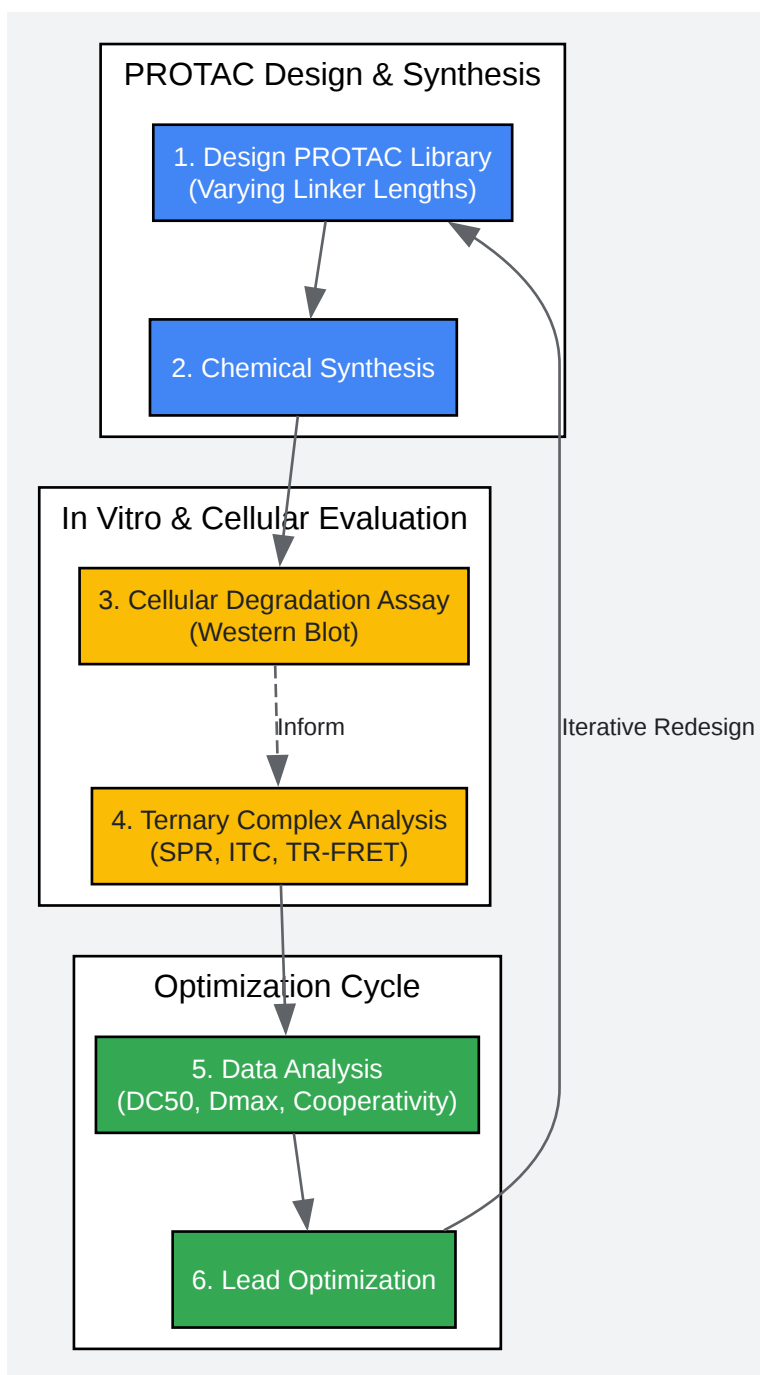 PROTAC Design & Synthesis
1. Design PROTAC Library
(Varying Linker Lengths)
2. Chemical Synthesis
In Vitro & Cellular Evaluation
3. Cellular Degradation Assay
(Western Blot)
Inform
Iterative Redesign
4. Ternary Complex Analysis
(SPR, ITC, TR-FRET)
Optimization Cycle
5. Data Analysis
(DC50, Dmax, Cooperativity)
6. Lead Optimization